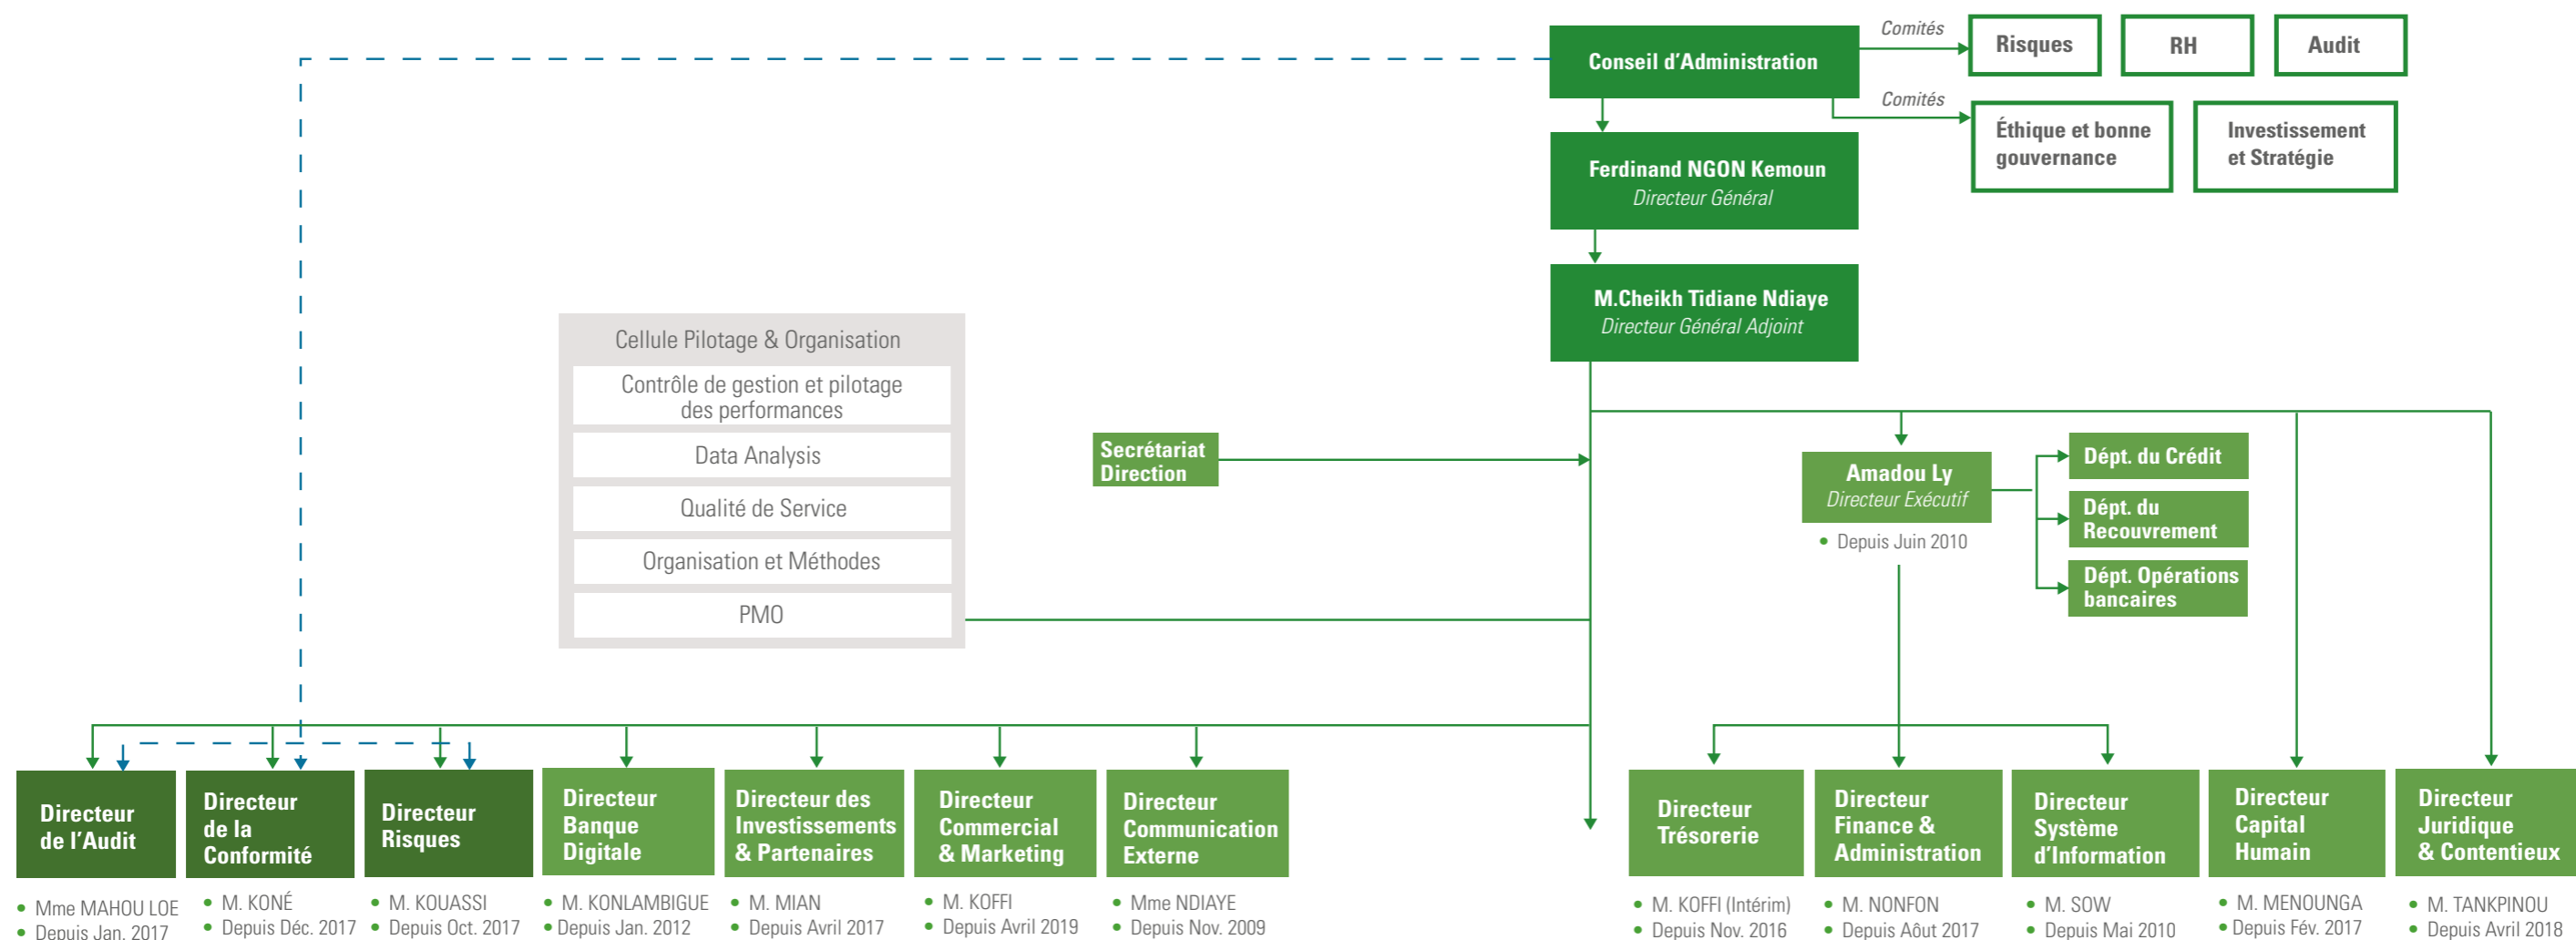 Conseil d'Administration
Comités
Risques
RH
Audit
Comités
Éthique et bonne
gouvernance
Investissement
et Stratégie
Ferdinand NGON Kemoun
Directeur Général
M.Cheikh Tidiane Ndiaye
Directeur Général Adjoint
Cellule Pilotage & Organisation
Contrôle de gestion et pilotage
des performances
Data Analysis
Qualité de Service
Organisation et Méthodes
PMO
Secrétariat
Direction
Amadou Ly
Directeur Exécutif
• Depuis Juin 2010
Dépt. du Crédit
Dépt. du
Recouvrement
Dépt. Opérations
bancaires
Directeur
de l'Audit
• Mme MAHOU LOE
• Depuis Jan. 2017
Directeur
de la
Conformité
• M. KONÉ
• Depuis Déc. 2017
Directeur
Risques
• M. KOUASSI
• Depuis Oct. 2017
Directeur
Banque
Digitale
• M. KONLAMBIGUE
• Depuis Jan. 2012
Directeur des
Investissements
& Partenaires
• M. MIAN
• Depuis Avril 2017
Directeur
Commercial
& Marketing
• M. KOFFI
• Depuis Avril 2019
Directeur
Communication
Externe
• Mme NDIAYE
• Depuis Nov. 2009
Directeur
Trésorerie
• M. KOFFI (Intérim)
• Depuis Nov. 2016
Directeur
Finance &
Administration
• M. NONFON
• Depuis Aôut 2017
Directeur
Système
d'Information
• M. SOW
• Depuis Mai 2010
Directeur
Capital
Humain
• M. MENOUNGA
• Depuis Fév. 2017
Directeur
Juridique
& Contentieux
• M. TANKPINOU
• Depuis Avril 2018